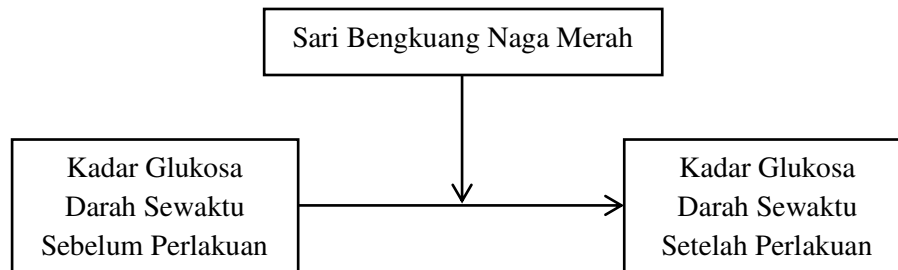 Sari Bengkuang Naga Merah
Kadar Glukosa
Darah Sewaktu
Sebelum Perlakuan
Kadar Glukosa
Darah Sewaktu
Setelah Perlakuan